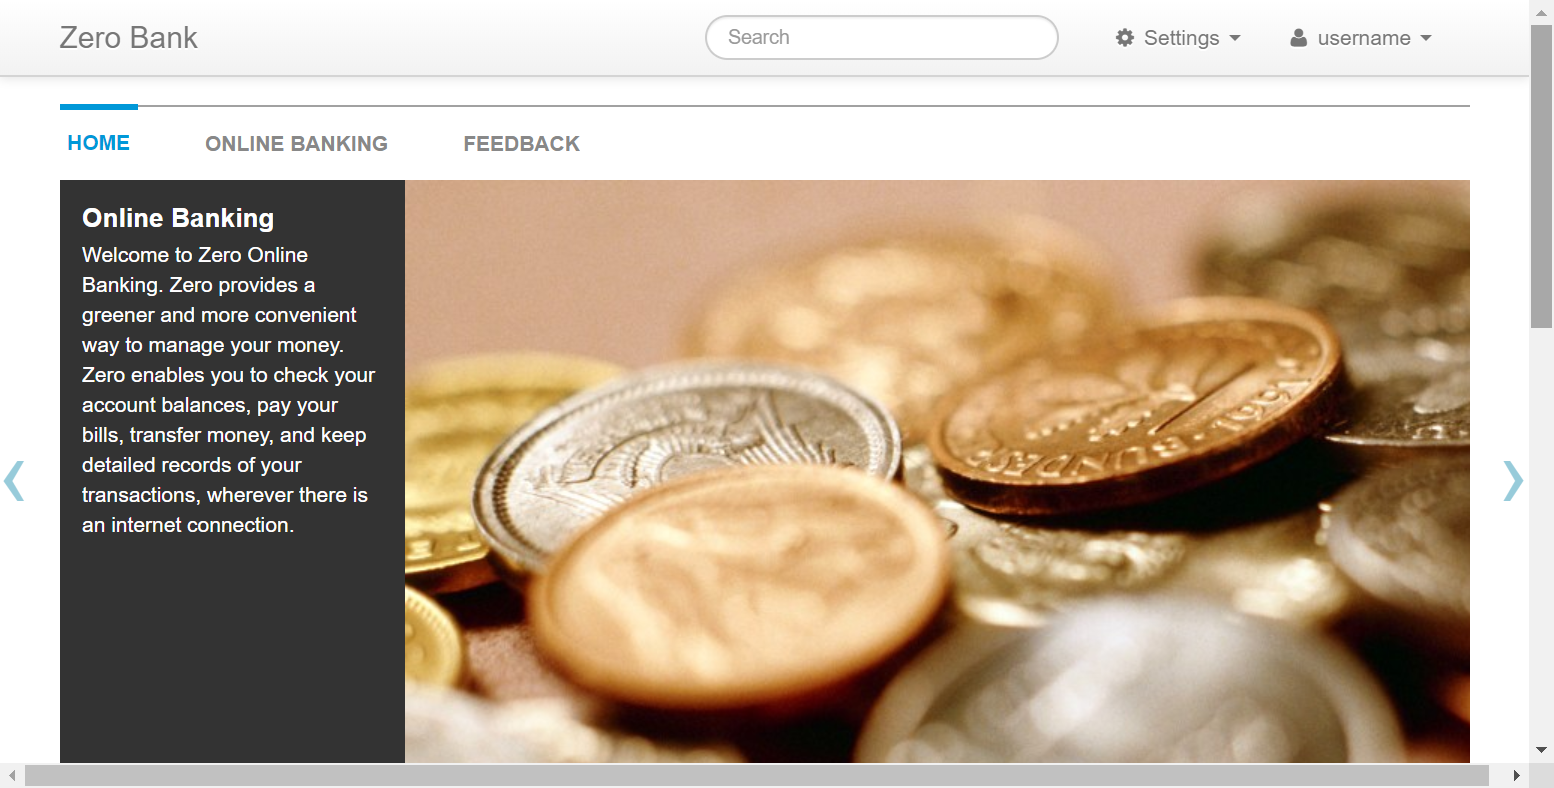 Zero Bank
Search
Settings
username
HOME
ONLINE BANKING
FEEDBACK
Online Banking
Welcome to Zero Online
Banking. Zero provides a
greener and more convenient
way to manage your money.
Zero enables you to check your
account balances, pay your
bills, transfer money, and keep
detailed records of your
transactions, wherever there is
an internet connection.
1991